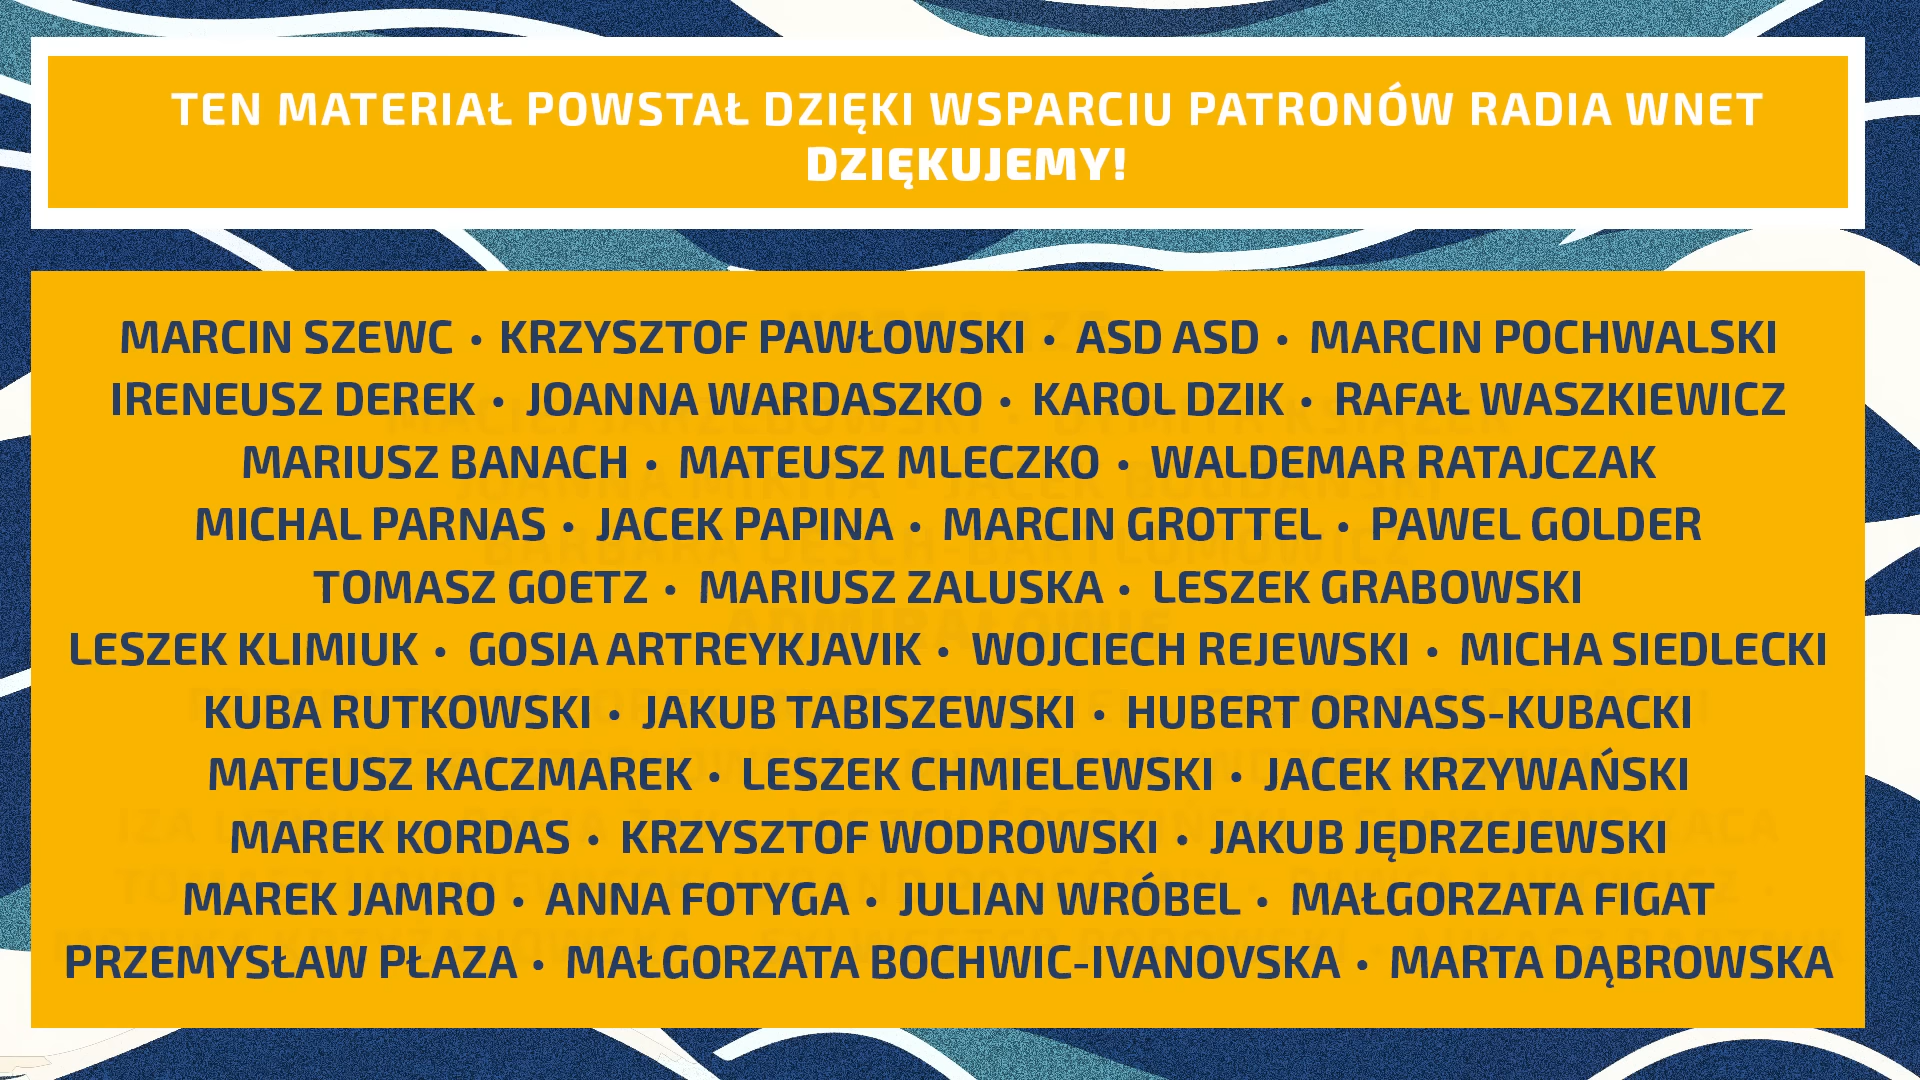 TEN MATERIAŁ POWSTAŁ DZIĘKI WSPARCIU PATRONÓW RADIA WNET
DZIĘKUJEMY!
MARCIN SZEWC • KRZYSZTOF PAWŁOWSKI • ASD ASD • MARCIN POCHWALSKI
IRENEUSZ DEREK • JOANNA WARDASZKO • KAROL DZIK • RAFAŁ WASZKIEWICZ
MARIUSZ BANACH • MATEUSZ MLECZKO • WALDEMAR RATAJCZAK
MICHAL PARNAS • JACEK PAPINA • MARCIN GROTTEL • PAWEL GOLDER
TOMASZ GOETZ • MARIUSZ ZALUSKA • LESZEK GRABOWSKI
LESZEK KLIMIUK • GOSIA ARTREYKJAVIK • WOJCIECH REJEWSKI • MICHA SIEDLECKI
KUBA RUTKOWSKI • JAKUB TABISZEWSKI • HUBERT ORNASS-KUBACKI
MATEUSZ KACZMAREK • LESZEK CHMIELEWSKI • JACEK KRZYWAŃSKI
MAREK KORDAS • KRZYSZTOF WODROWSKI • JAKUB JĘDRZEJEWSKI
MAREK JAMRO • ANNA FOTYGA • JULIAN WRÓBEL • MAŁGORZATA FIGAT
PRZEMYSŁAW PŁAZA • MAŁGORZATA BOCHWIC-IVANOVSKA • MARTA DĄBROWSKA